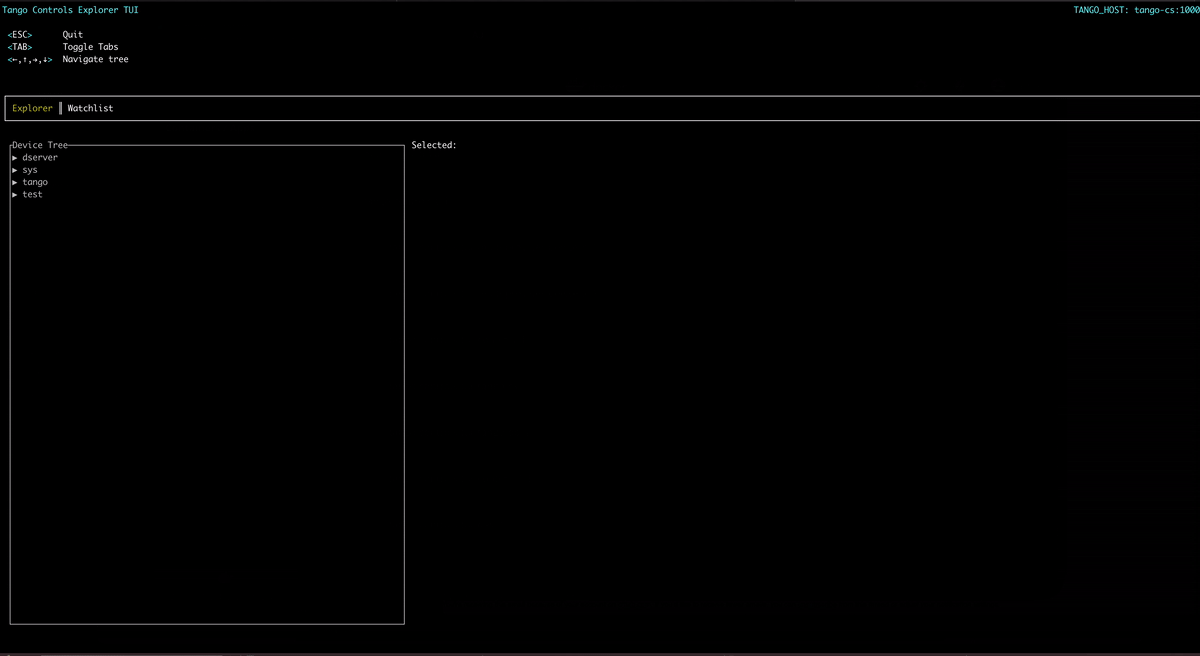 Tango Controls Explorer TUI TANGO_HOST: tango-cs:1000
<ESC> Quit
<TAB> Toggle Tabs
<←,↑,→,↓> Navigate tree
Explorer ║ Watchlist
Device Tree Selected:
▶ dserver
▶ sys
▶ tango
▶ test